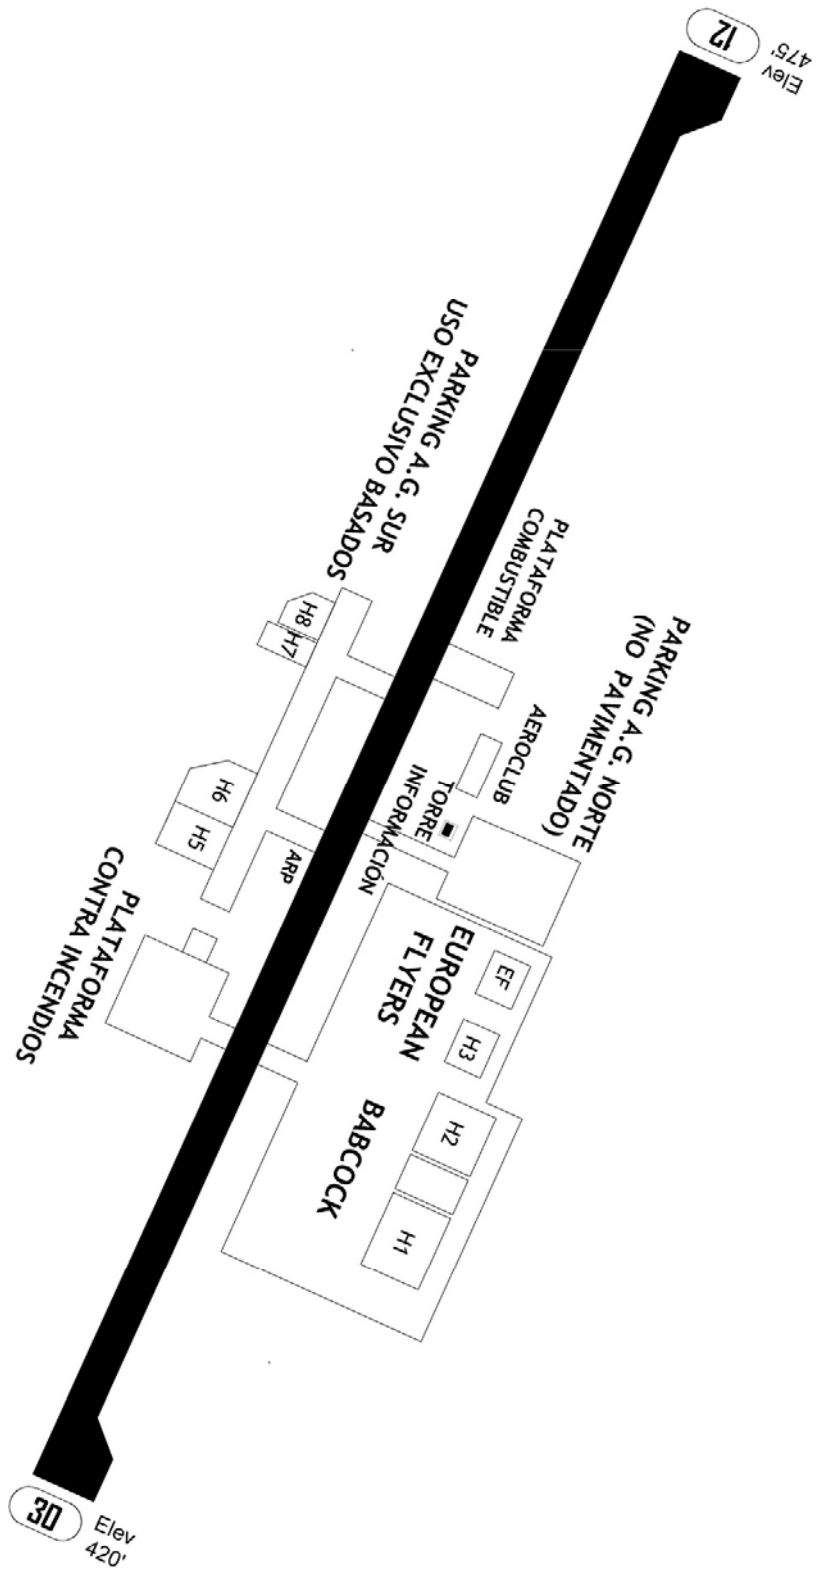 12
Elev
475'
PARKING A.G. SUR
USO EXCLUSIVO BASADOS
PLATAFORMA
COMBUSTIBLE
PARKING A.G. NORTE
(NO PAVIMENTADO)
H8
H7
AEROCLUB
TORRE
INFORMACIÓN
H6
H5
ARP
PLATAFORMA
CONTRA INCENDIOS
EUROPEAN
FLYERS
EF
H3
BABCOCK
H2
H1
30
Elev
420'